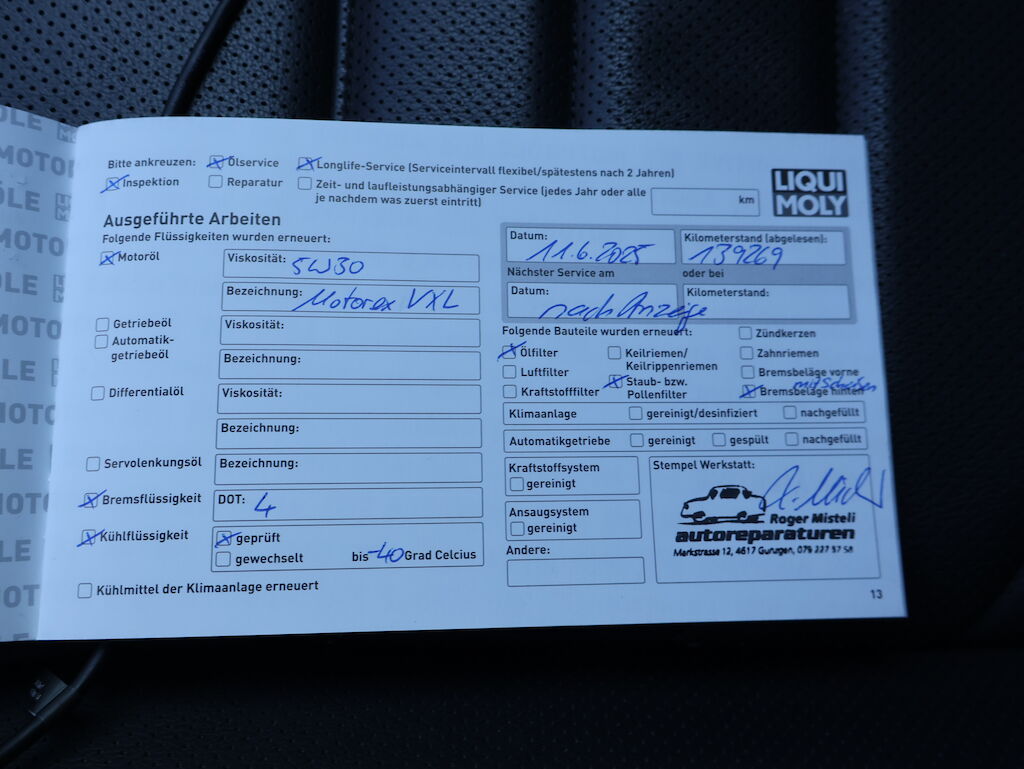 Bitte ankreuzen: Ölservice Longlife-Service (Serviceintervall flexibel/spätestens nach 2 Jahren)
Inspektion Reparatur Zeit- und laufleistungsabhängiger Service (jedes Jahr oder alle
je nachdem was zuerst eintritt) km
LIQUI
MOLY
Ausgeführte Arbeiten
Folgende Flüssigkeiten wurden erneuert:
Motoröl Viskosität: 5W30
Bezeichnung: Motorex VXL
Getriebeöl Viskosität:
Automatik-
getriebeöl
Bezeichnung:
Differentialöl Viskosität:
Bezeichnung:
Servolenkungsöl Bezeichnung:
Bremsflüssigkeit DOT: 4
Kühlflüssigkeit geprüft
gewechselt bis -40 Grad Celcius
Kühlmittel der Klimaanlage erneuert
Datum: 11.6.2025 Kilometerstand (abgelesen): 139269
Nächster Service am oder bei
Datum: nach Anzeige Kilometerstand:
Folgende Bauteile wurden erneuert: Zündkerzen
Ölfilter Keilriemen/
Keilrippenriemen Zahnriemen
Luftfilter Staub- bzw.
Pollenfilter Bremsbeläge vorne
Kraftstofffilter Bremsbeläge hinten
Klimaanlage gereinigt/desinfiziert nachgefüllt
Automatikgetriebe gereinigt gespült nachgefüllt
Kraftstoffsystem
gereinigt
Ansaugsystem
gereinigt
Andere:
Stempel Werkstatt:
Roger Misteli
autoreparaturen
13